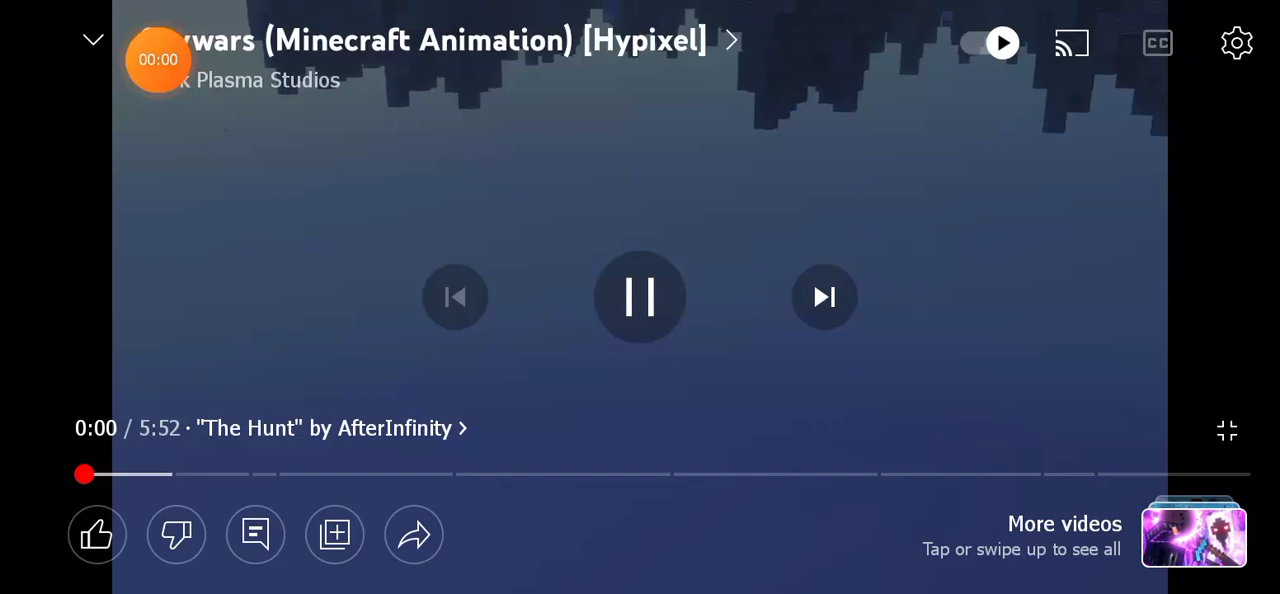 (Minecraft Animation) [Hypixel]
00:00
Plasma Studios
CC
0:00 / 5:52 · "The Hunt" by AfterInfinity
More videos
Tap or swipe up to see all